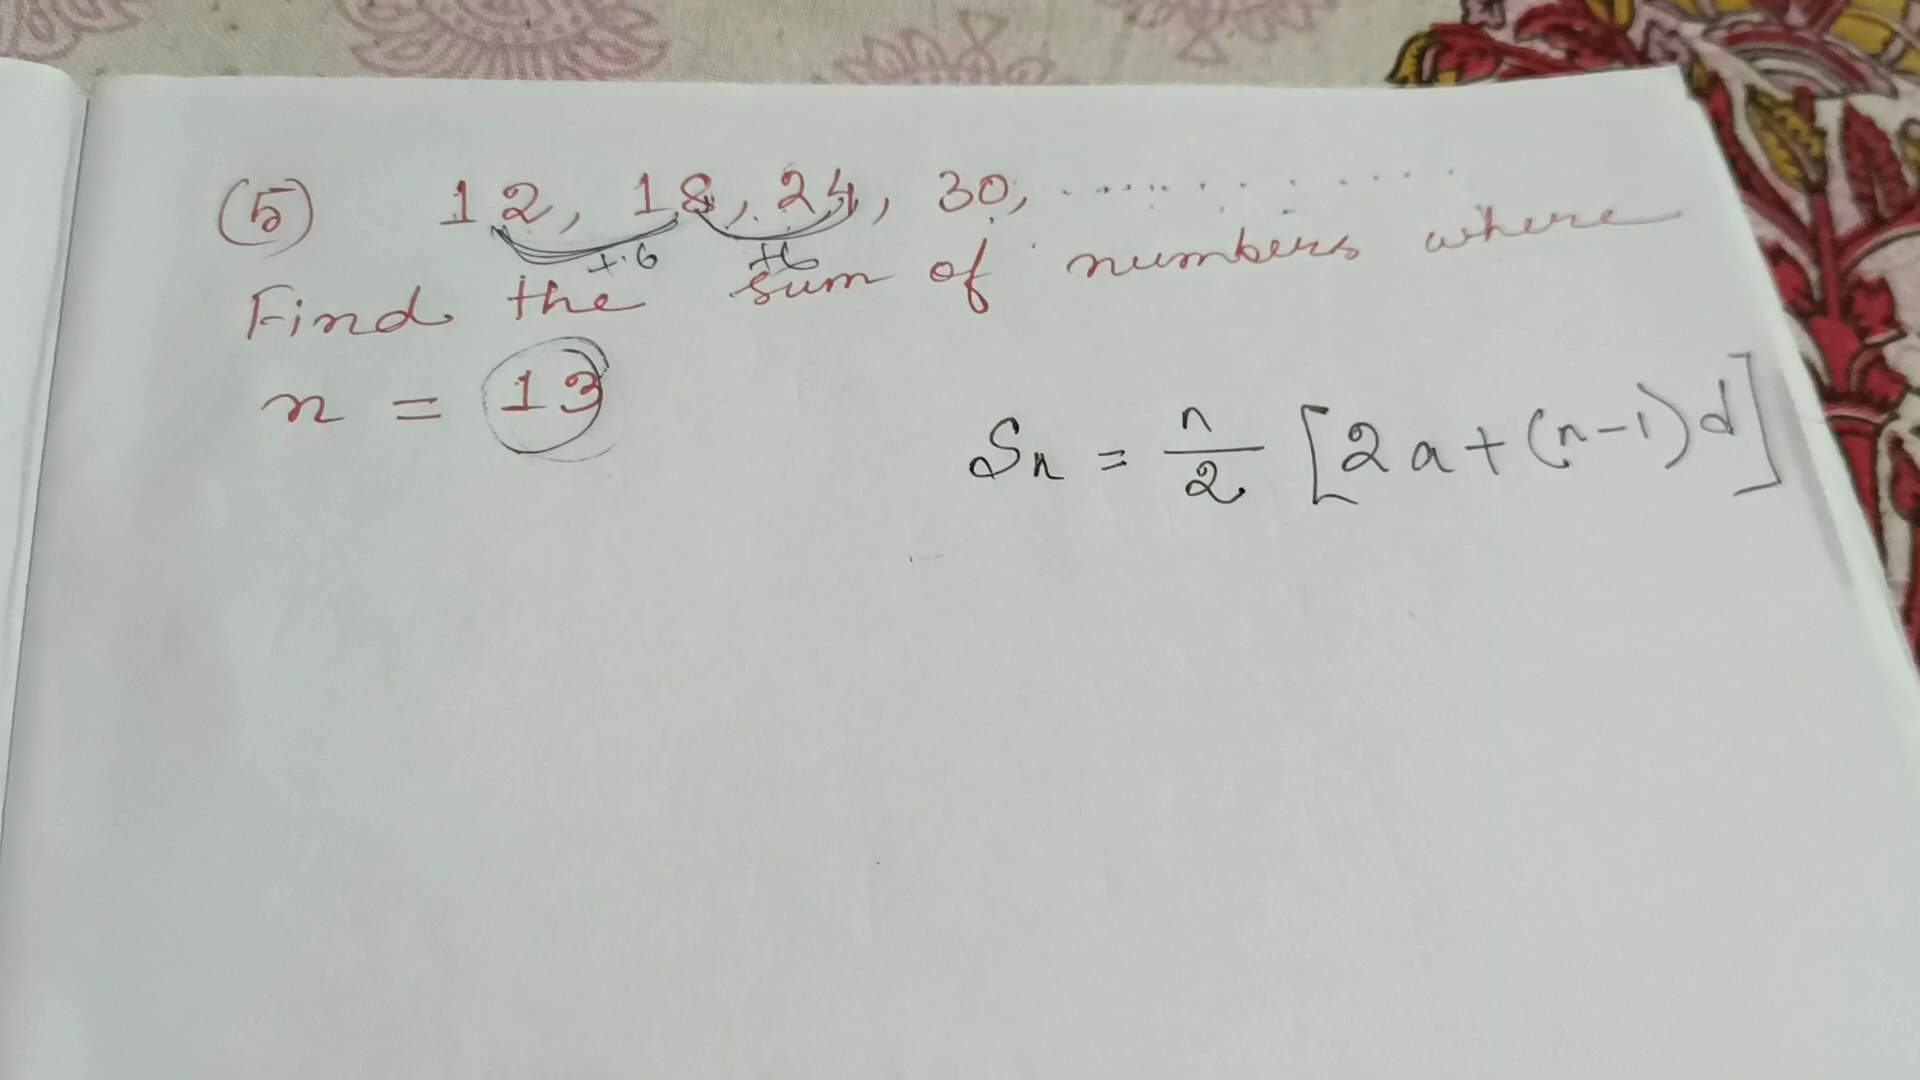 (5) 12, 18, 24, 30, ..............
+6 +6
Find the sum of numbers where
n = 13
Sn = n/2 [2a+(n-1)d]